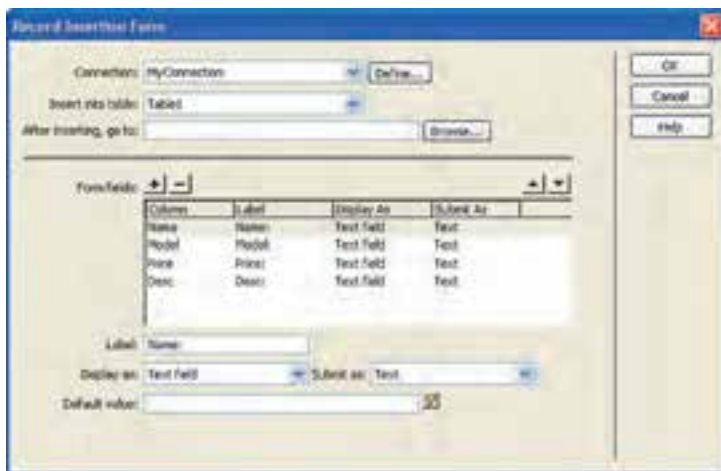 Record Insertion Form
Connection: MyConnection Define... OK
Insert into table: Table1 Cancel
After inserting, go to: Browse... Help
Form fields: + −
Column Label Display As Submit As
Name Name: Text field Text
Model Model: Text field Text
Price Price: Text field Text
Desc Desc: Text field Text
Label: Name:
Display as: Text field Submit as: Text
Default value: